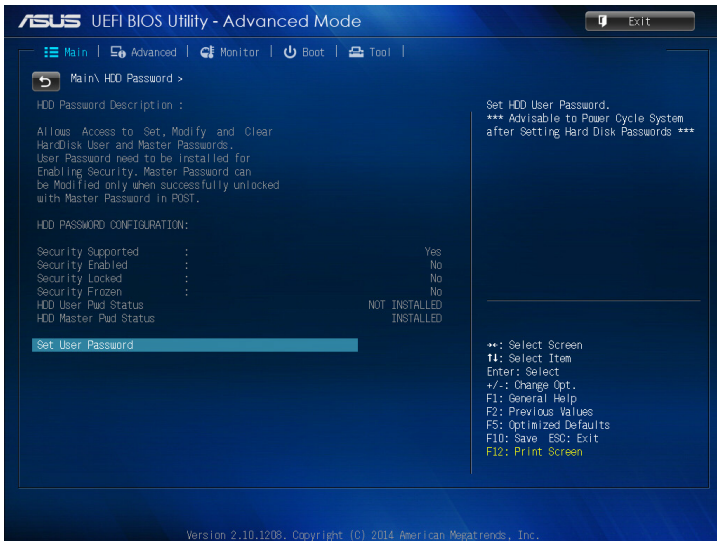 ASUS UEFI BIOS Utility - Advanced Mode
Exit
Main | Advanced | Monitor | Boot | Tool |
Main\ HDD Password >
HDD Password Description :
Allows Access to Set, Modify and Clear
HardDisk User and Master Passwords.
User Password need to be installed for
Enabling Security. Master Password can
be Modified only when successfully unlocked
with Master Password in POST.
HDD PASSWORD CONFIGURATION:
Security Supported : Yes
Security Enabled : No
Security Locked : No
Security Frozen : No
HDD User Pwd Status NOT INSTALLED
HDD Master Pwd Status INSTALLED
Set User Password
Set HDD User Password.
*** Advisable to Power Cycle System
after Setting Hard Disk Passwords ***
→←: Select Screen
↑↓: Select Item
Enter: Select
+/-: Change Opt.
F1: General Help
F2: Previous Values
F5: Optimized Defaults
F10: Save ESC: Exit
F12: Print Screen
Version 2.10.1208. Copyright (C) 2014 American Megatrends, Inc.